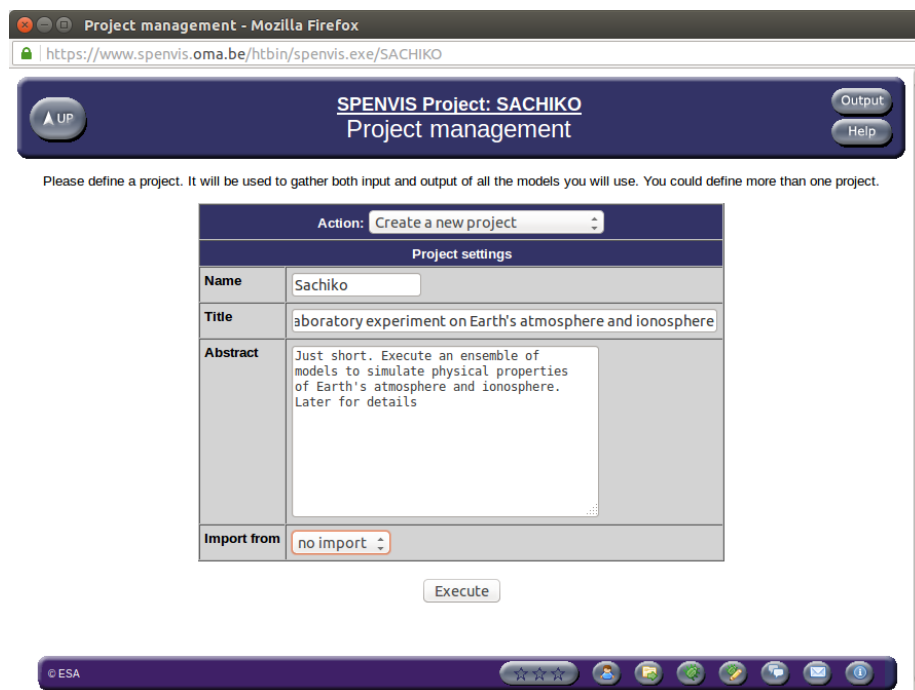 Project management - Mozilla Firefox
https://www.spenvis.oma.be/htbin/spenvis.exe/SACHIKO
UP
SPENVIS Project: SACHIKO
Project management
Output
Help
Please define a project. It will be used to gather both input and output of all the models you will use. You could define more than one project.
Action: Create a new project
Project settings
Name Sachiko
Title aboratory experiment on Earth's atmosphere and ionosphere
Abstract Just short. Execute an ensemble of
models to simulate physical properties
of Earth's atmosphere and ionosphere.
Later for details
Import from no import
Execute
© ESA